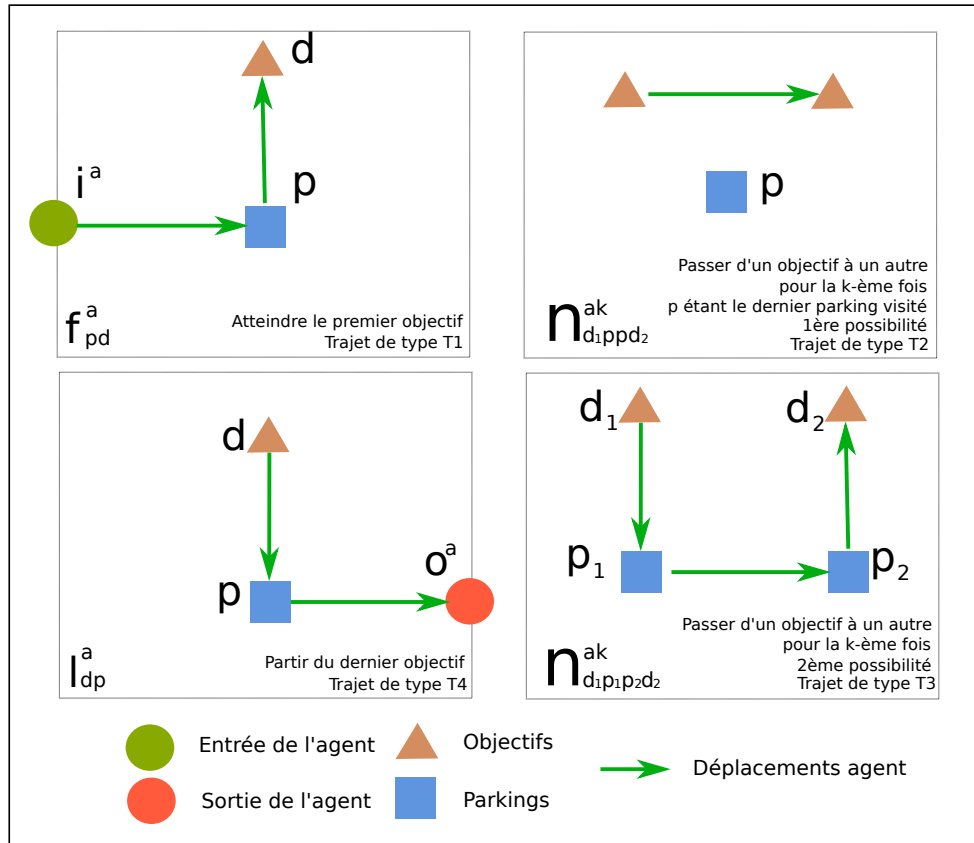 d
i^a
p
f^a_pd
Atteindre le premier objectif
Trajet de type T1
p
Passer d'un objectif à un autre
pour la k-ème fois
p étant le dernier parking visité
1ère possibilité
Trajet de type T2
n^ak_d₁ppd₂
d
p
o^a
l^a_dp
Partir du dernier objectif
Trajet de type T4
d₁
d₂
p₁
p₂
Passer d'un objectif à un autre
pour la k-ème fois
2ème possibilité
Trajet de type T3
n^ak_d₁p₁p₂d₂
Entrée de l'agent
Objectifs
Déplacements agent
Sortie de l'agent
Parkings